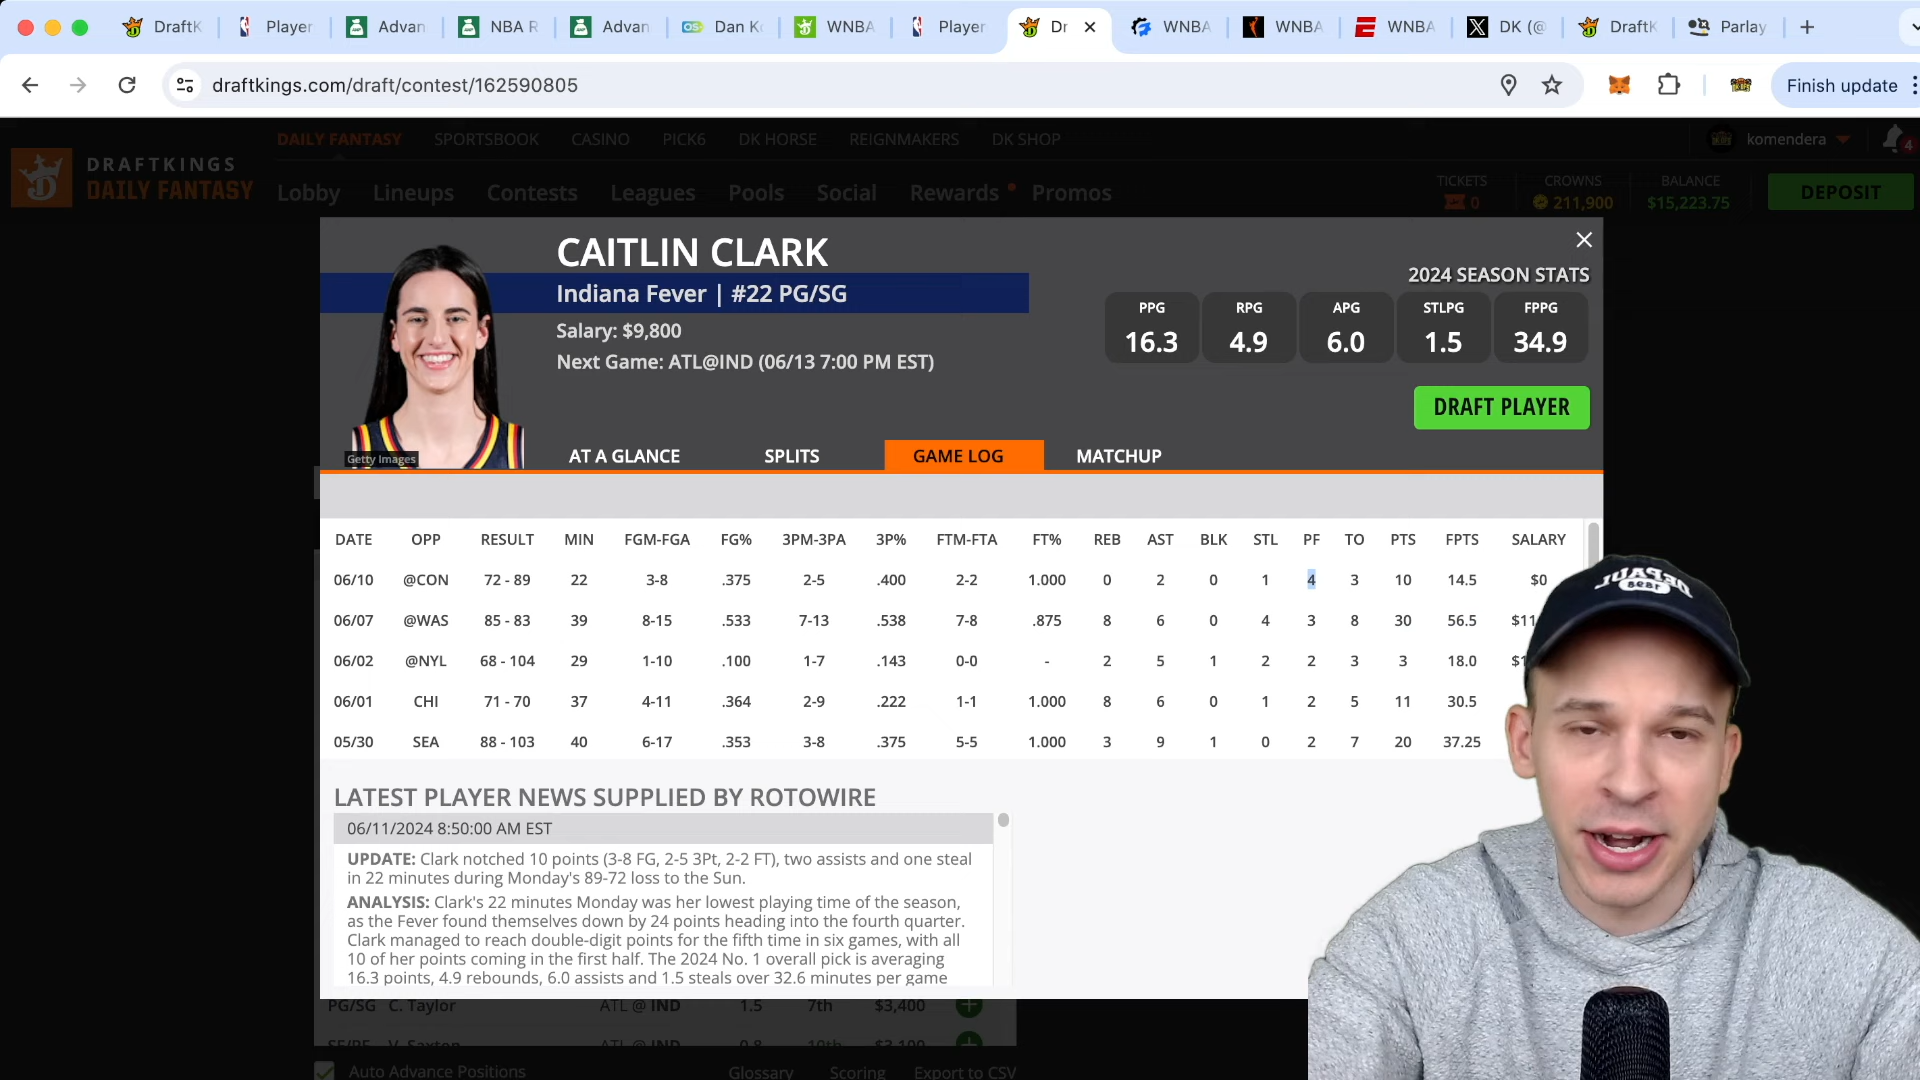 DraftK Player Advan NBA R Advan Dan Ko WNBA Player Dr WNBA WNBA WNBA DK (@ DraftK Parlay
draftkings.com/draft/contest/162590805 Finish update
DAILY FANTASY SPORTSBOOK CASINO PICK6 DK HORSE REIGNMAKERS DK SHOP komendera 4
DRAFTKINGS
DAILY FANTASY
Lobby Lineups Contests Leagues Pools Social Rewards Promos
TICKETS CROWNS BALANCE
0 211,900 $15,223.75 DEPOSIT
CAITLIN CLARK
Indiana Fever | #22 PG/SG
Salary: $9,800
Next Game: ATL@IND (06/13 7:00 PM EST)
2024 SEASON STATS
PPG RPG APG STLPG FPPG
16.3 4.9 6.0 1.5 34.9
DRAFT PLAYER
Getty Images
AT A GLANCE SPLITS GAME LOG MATCHUP
DATE OPP RESULT MIN FGM-FGA FG% 3PM-3PA 3P% FTM-FTA FT% REB AST BLK STL PF TO PTS FPTS SALARY
06/10 @CON 72 - 89 22 3-8 .375 2-5 .400 2-2 1.000 0 2 0 1 4 3 10 14.5 $0
06/07 @WAS 85 - 83 39 8-15 .533 7-13 .538 7-8 .875 8 6 0 4 3 8 30 56.5 $11
06/02 @NYL 68 - 104 29 1-10 .100 1-7 .143 0-0 - 2 5 1 2 2 3 3 18.0 $1
06/01 CHI 71 - 70 37 4-11 .364 2-9 .222 1-1 1.000 8 6 0 1 2 5 11 30.5
05/30 SEA 88 - 103 40 6-17 .353 3-8 .375 5-5 1.000 3 9 1 0 2 7 20 37.25
LATEST PLAYER NEWS SUPPLIED BY ROTOWIRE
06/11/2024 8:50:00 AM EST
UPDATE: Clark notched 10 points (3-8 FG, 2-5 3Pt, 2-2 FT), two assists and one steal
in 22 minutes during Monday's 89-72 loss to the Sun.
ANALYSIS: Clark's 22 minutes Monday was her lowest playing time of the season,
as the Fever found themselves down by 24 points heading into the fourth quarter.
Clark managed to reach double-digit points for the fifth time in six games, with all
10 of her points coming in the first half. The 2024 No. 1 overall pick is averaging
16.3 points, 4.9 rebounds, 6.0 assists and 1.5 steals over 32.6 minutes per game
PG/SG C. Taylor ATL @ IND 1.5 7th $3,400
SF/PF V. Saxton ATL @ IND 0.8 10th $3,100
Auto Advance Positions Glossary Scoring Export to CSV
DEPAUL